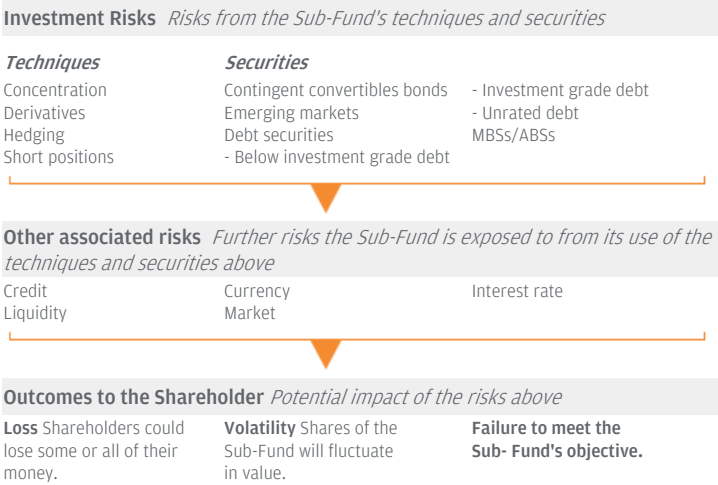 Investment Risks Risks from the Sub-Fund's techniques and securities
Techniques
Concentration
Derivatives
Hedging
Short positions
Securities
Contingent convertibles bonds
Emerging markets
Debt securities
- Below investment grade debt
- Investment grade debt
- Unrated debt
MBSs/ABSs
Other associated risks Further risks the Sub-Fund is exposed to from its use of the
techniques and securities above
Credit
Liquidity
Currency
Market
Interest rate
Outcomes to the Shareholder Potential impact of the risks above
Loss Shareholders could
lose some or all of their
money.
Volatility Shares of the
Sub-Fund will fluctuate
in value.
Failure to meet the
Sub- Fund's objective.